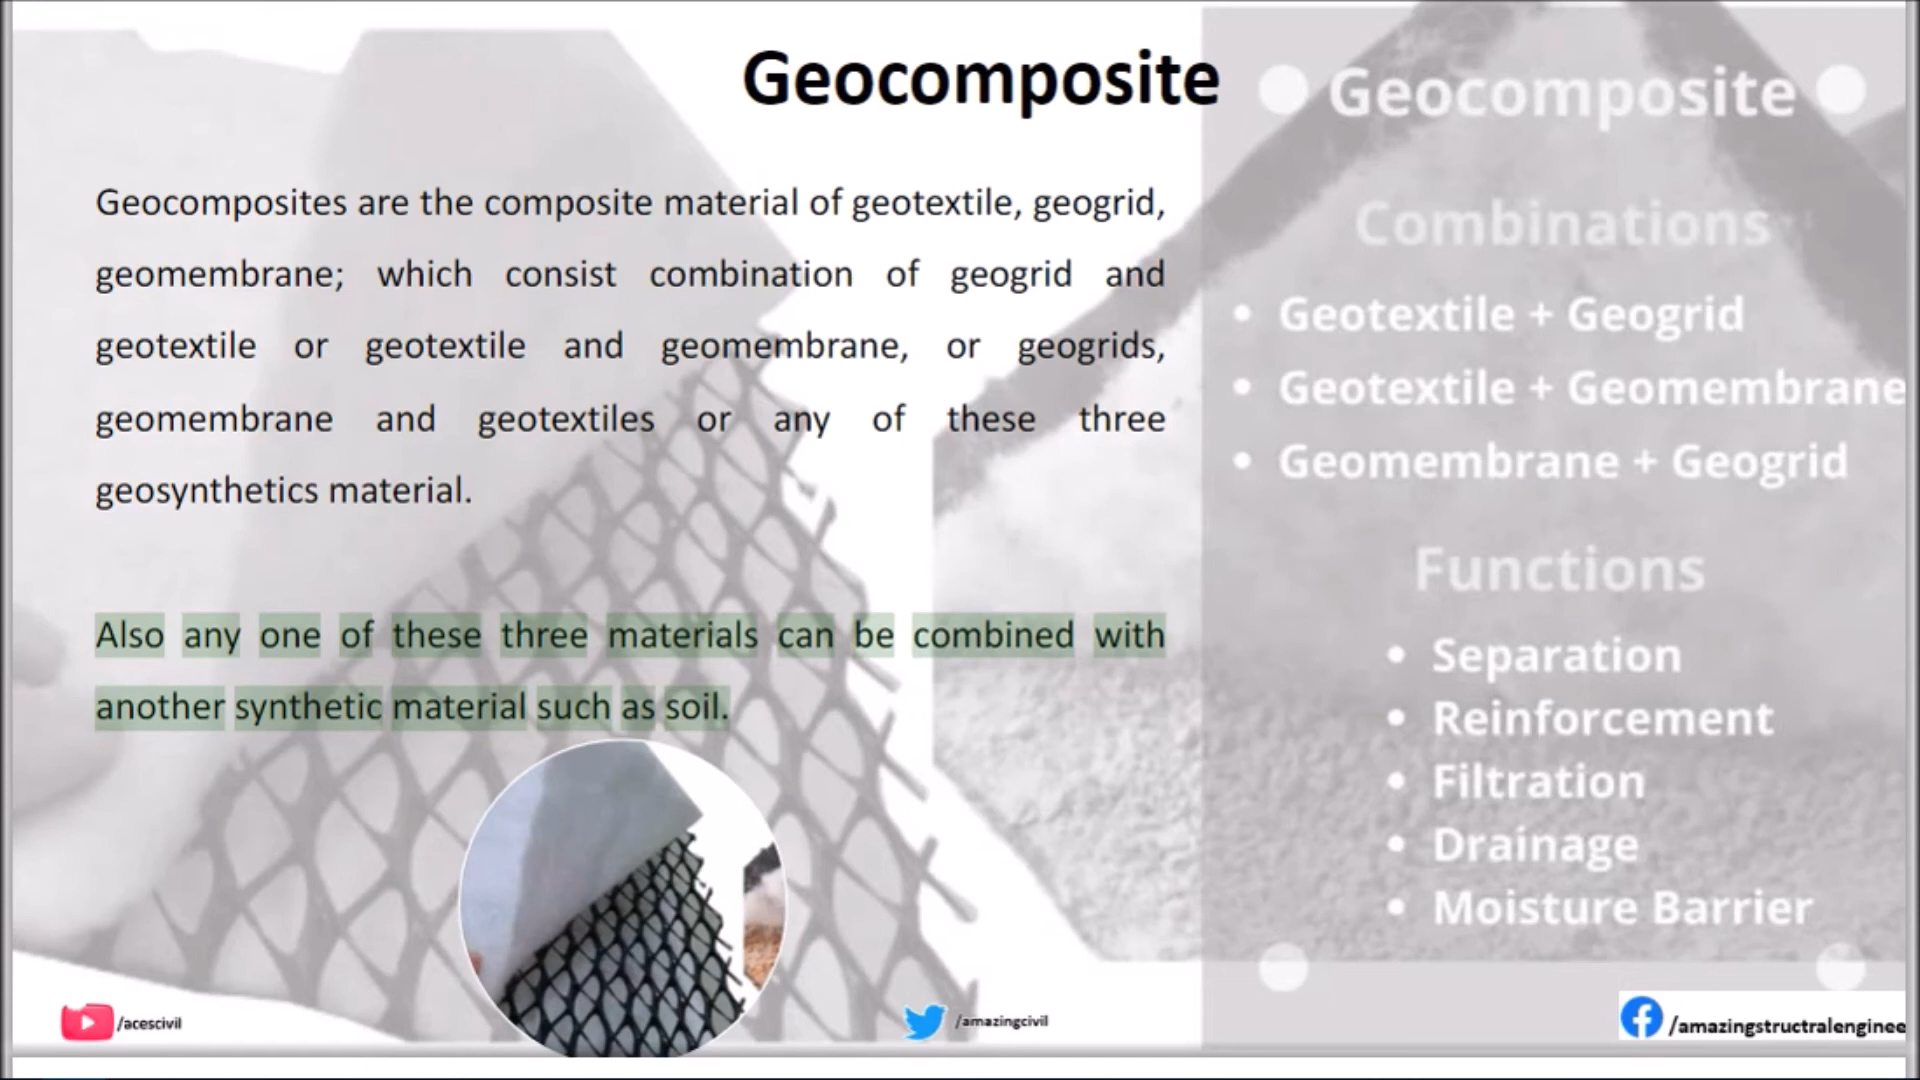 Geocomposite
Geocomposites are the composite material of geotextile, geogrid,
geomembrane; which consist combination of geogrid and
geotextile or geotextile and geomembrane, or geogrids,
geomembrane and geotextiles or any of these three
geosynthetics material.
Also any one of these three materials can be combined with
another synthetic material such as soil.
Geocomposite
Combinations
• Geotextile + Geogrid
• Geotextile + Geomembrane
• Geomembrane + Geogrid
Functions
• Separation
• Reinforcement
• Filtration
• Drainage
• Moisture Barrier
/acescivil
/amazingcivil
/amazingstructralenginee